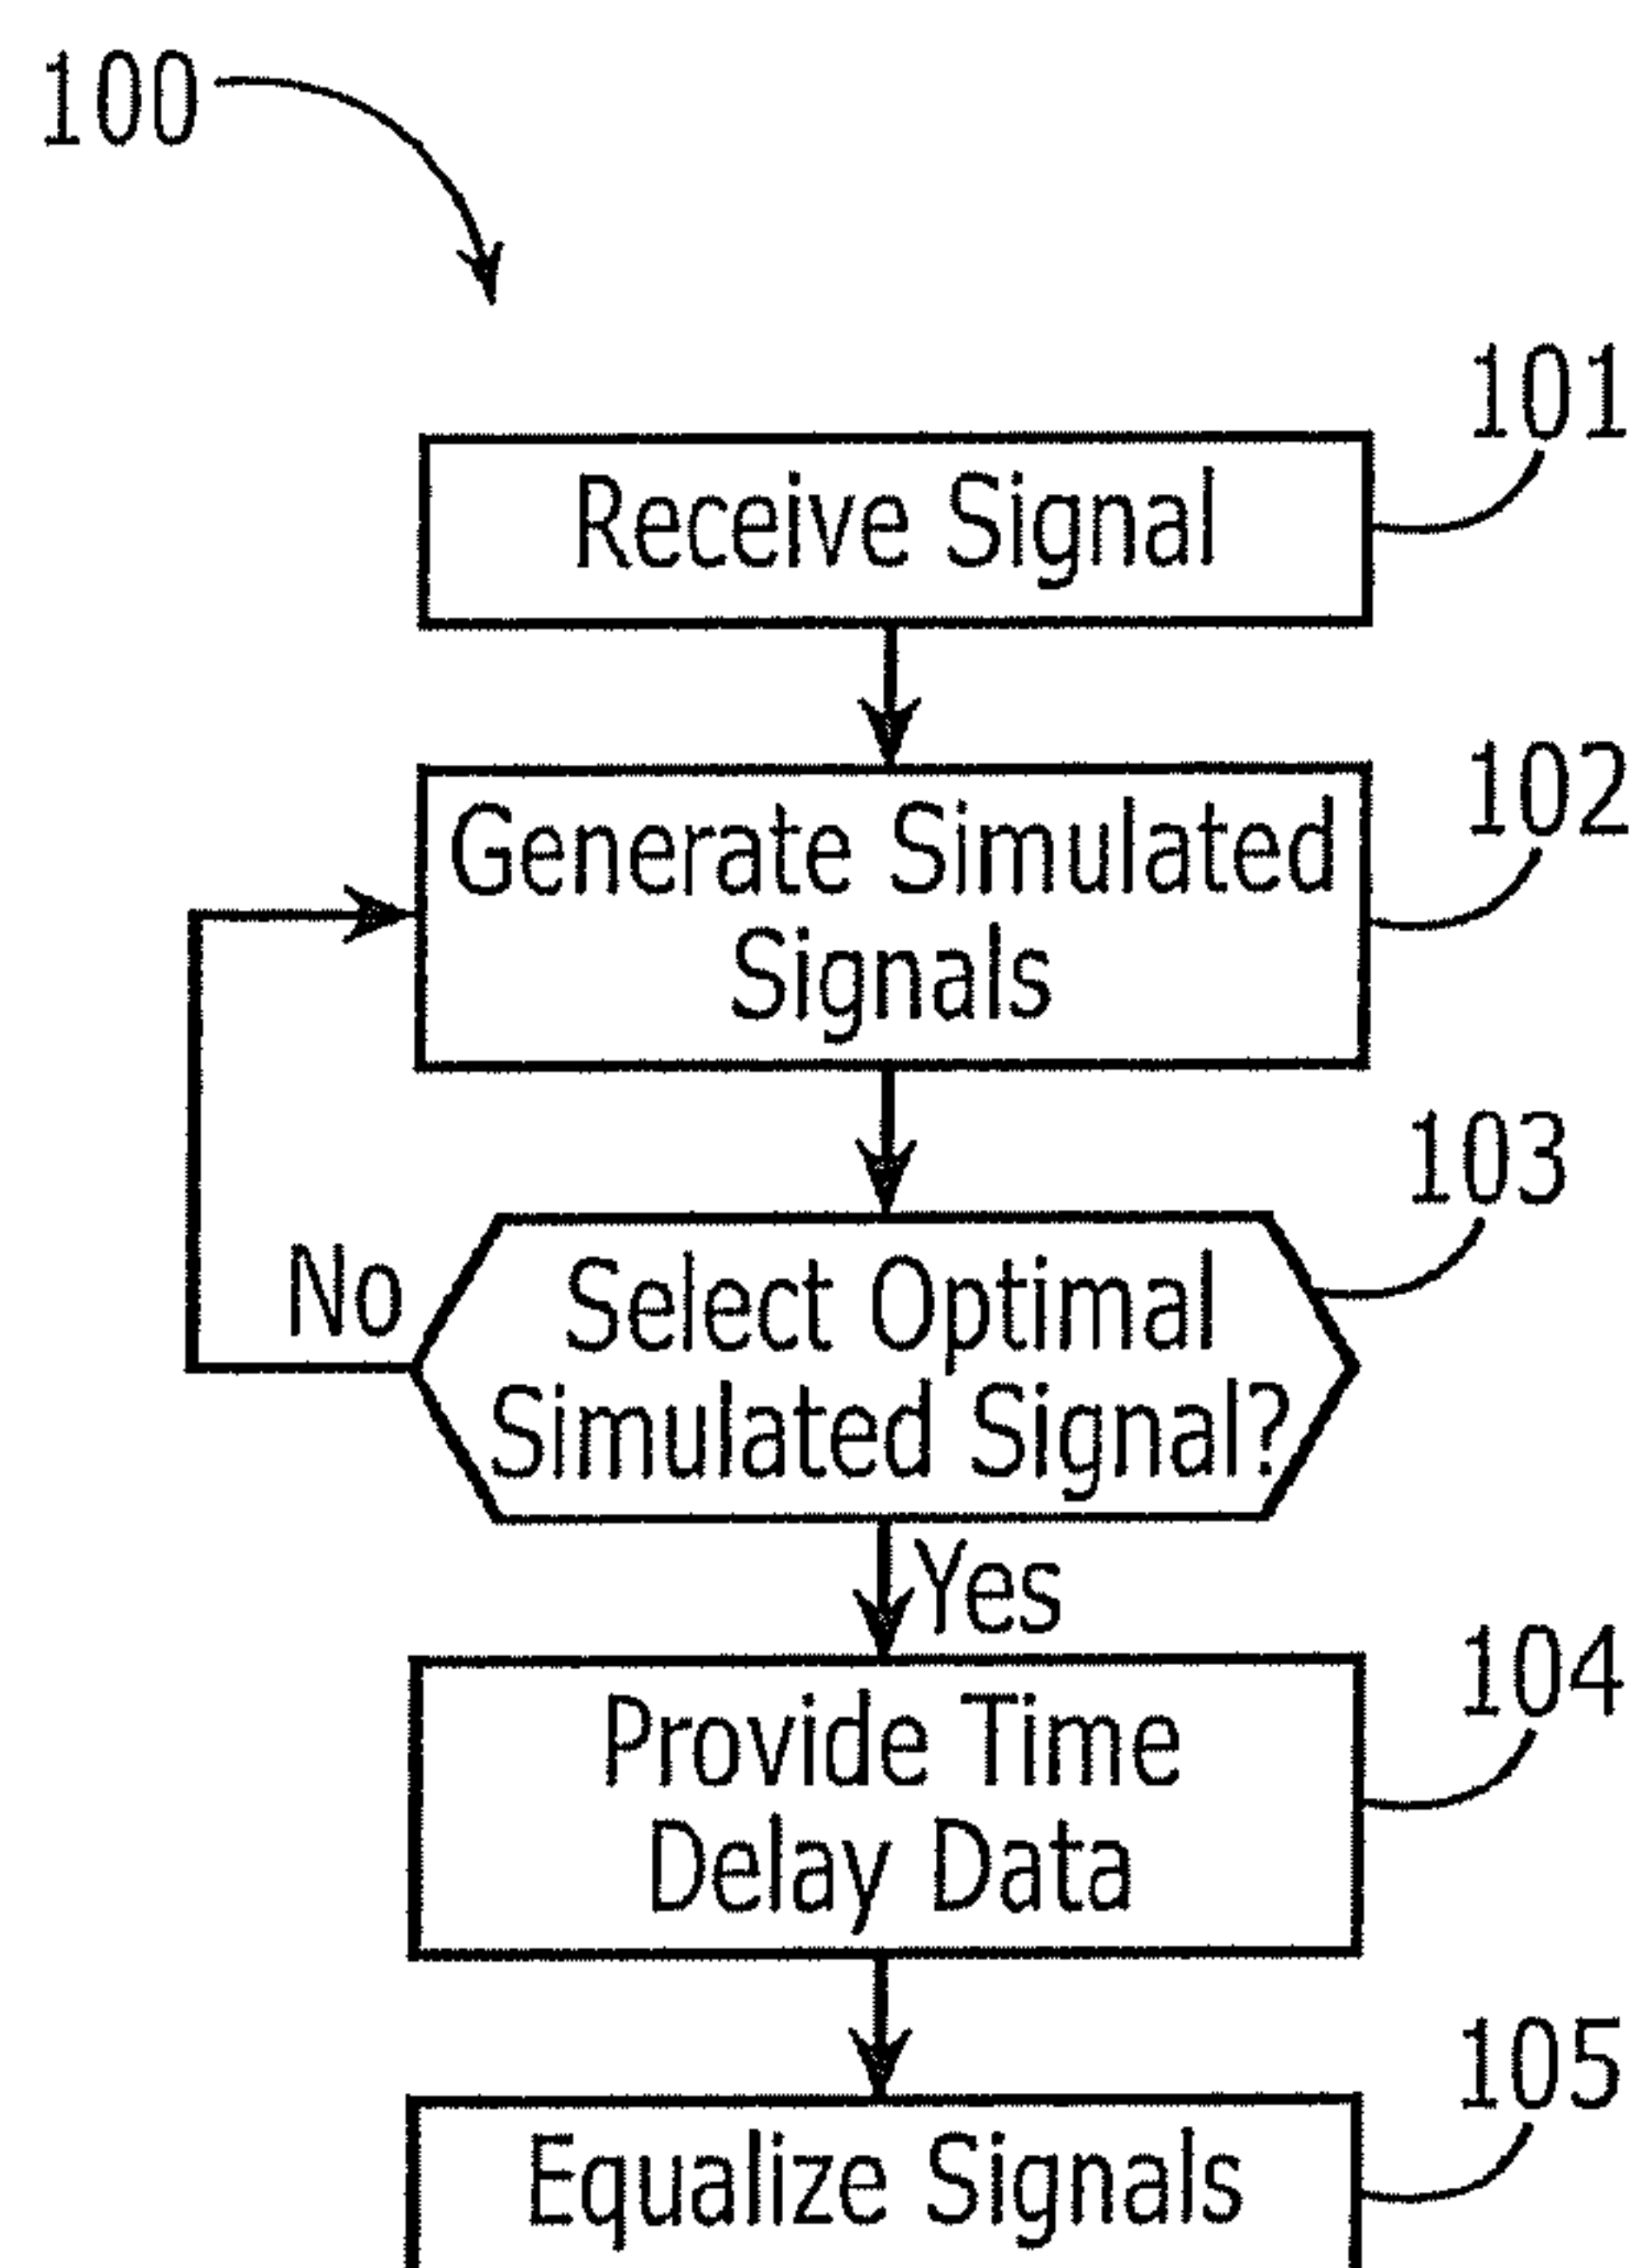 100
101
Receive Signal
102
Generate Simulated
Signals
103
No
Select Optimal
Simulated Signal?
Yes
104
Provide Time
Delay Data
105
Equalize Signals